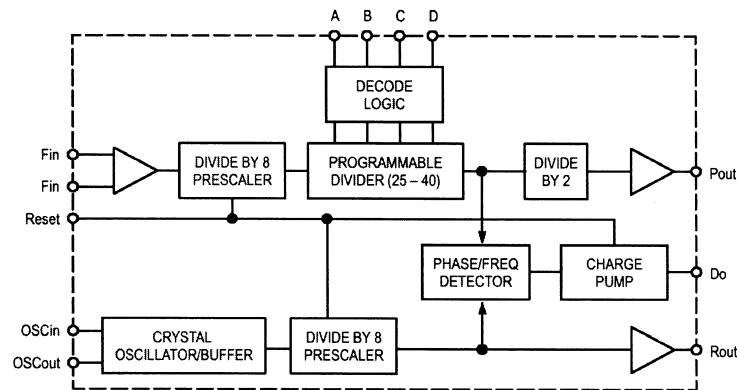 A B C D
DECODE
LOGIC
Fin
Fin
DIVIDE BY 8
PRESCALER
PROGRAMMABLE
DIVIDER (25 – 40)
DIVIDE
BY 2
Pout
Reset
PHASE/FREQ
DETECTOR
CHARGE
PUMP
Do
OSCin
OSCout
CRYSTAL
OSCILLATOR/BUFFER
DIVIDE BY 8
PRESCALER
Rout